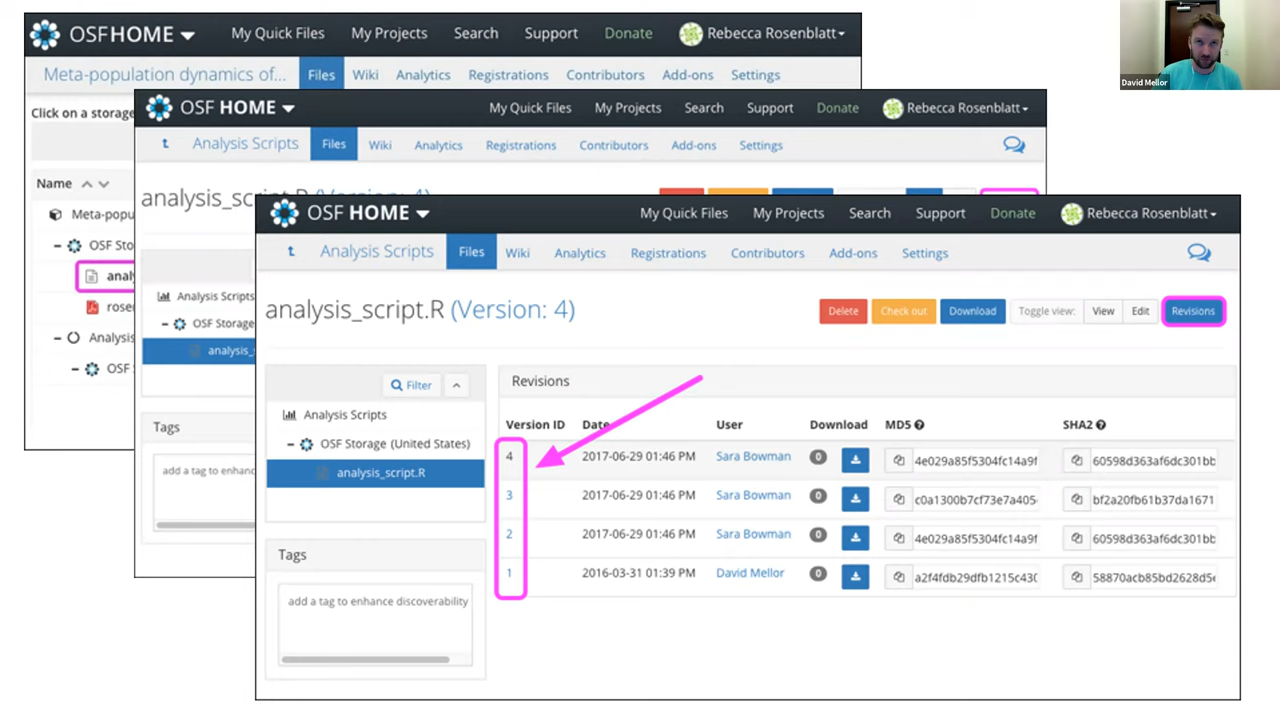 OSFHOME My Quick Files My Projects Search Support Donate Rebecca Rosenblatt
David Mellor
Meta-population dynamics of... Files Wiki Analytics Registrations Contributors Add-ons Settings
Click on a storage
Name
Meta-popu
OSF Sto
analy
rosen
Analysis
OSF
OSF HOME My Quick Files My Projects Search Support Donate Rebecca Rosenblatt
Analysis Scripts Files Wiki Analytics Registrations Contributors Add-ons Settings
analysis_sc
Analysis Scripts
OSF Storage
analysis_s
Tags
add a tag to enhanc
OSF HOME My Quick Files My Projects Search Support Donate Rebecca Rosenblatt
Analysis Scripts Files Wiki Analytics Registrations Contributors Add-ons Settings
analysis_script.R (Version: 4) Delete Check out Download Toggle view: View Edit Revisions
Filter
Analysis Scripts
OSF Storage (United States)
analysis_script.R
Tags
add a tag to enhance discoverability
Revisions
Version ID Date User Download MD5 SHA2
4 2017-06-29 01:46 PM Sara Bowman 0 4e029a85f5304fc14a9f 60598d363af6dc301bb
3 2017-06-29 01:46 PM Sara Bowman 0 c0a1300b7cf73e7a405 bf2a20fb61b37da1671
2 2017-06-29 01:46 PM Sara Bowman 0 4e029a85f5304fc14a9f 60598d363af6dc301bb
1 2016-03-31 01:39 PM David Mellor 0 a2f4fdb29dfb1215c430 58870acb85bd2628d5e